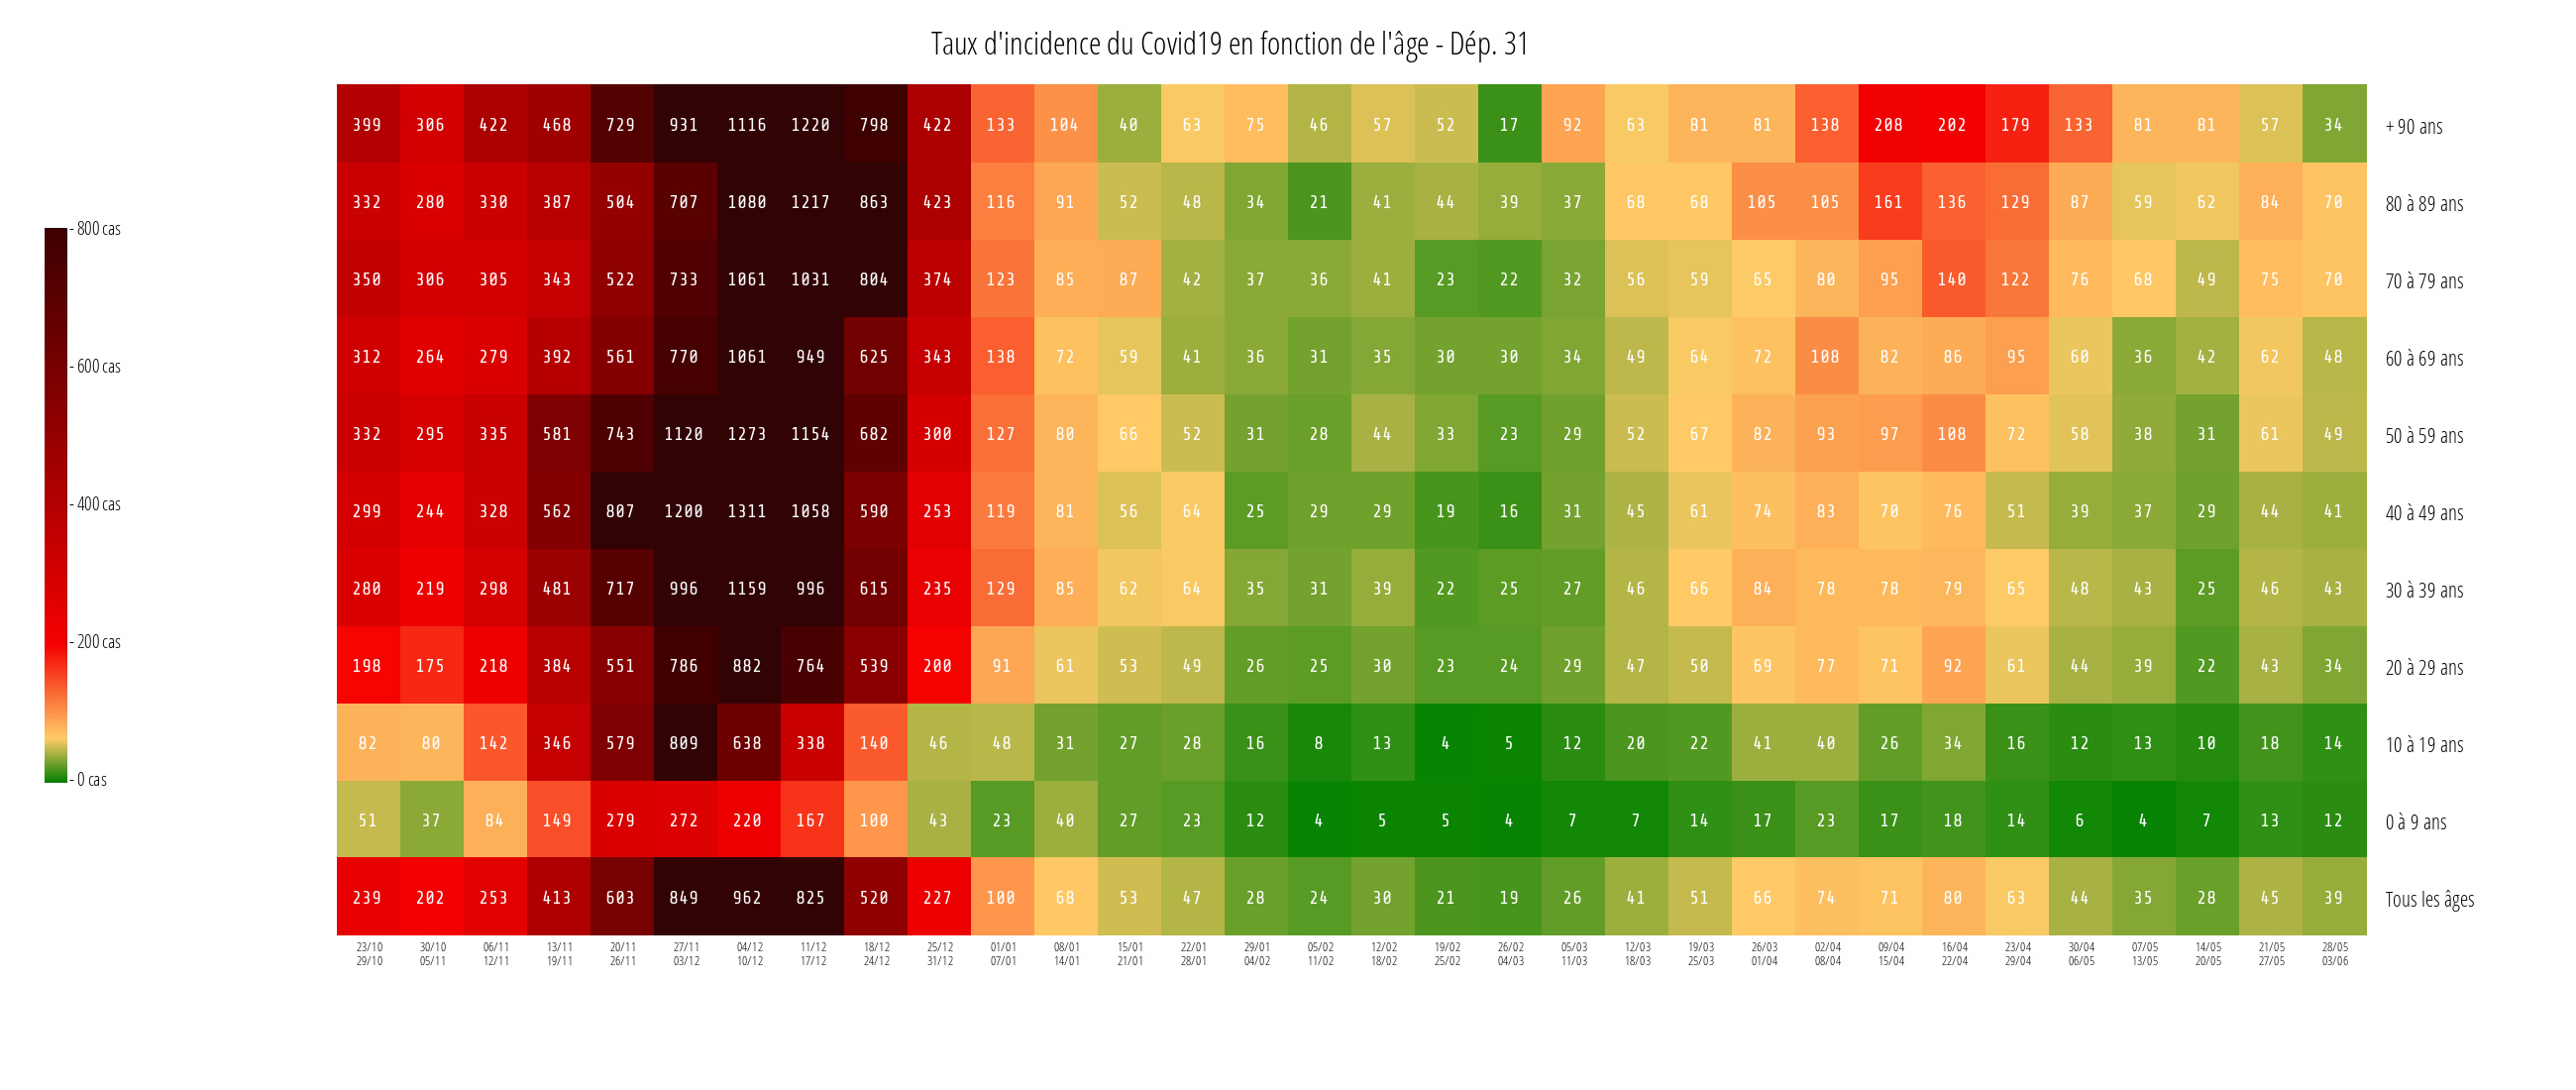 Taux d'incidence du Covid19 en fonction de l'âge - Dép. 31
- 800 cas
- 600 cas
- 400 cas
- 200 cas
- 0 cas
399 306 422 468 729 931 1116 1220 798 422 133 104 40 63 75 46 57 52 17 92 63 81 81 138 208 202 179 133 81 81 57 34 + 90 ans
332 280 330 387 504 707 1080 1217 863 423 116 91 52 48 34 21 41 44 39 37 68 68 105 105 161 136 129 87 59 62 84 70 80 à 89 ans
350 306 305 343 522 733 1061 1031 804 374 123 85 87 42 37 36 41 23 22 32 56 59 65 80 95 140 122 76 68 49 75 70 70 à 79 ans
312 264 279 392 561 770 1061 949 625 343 138 72 59 41 36 31 35 30 30 34 49 64 72 108 82 86 95 60 36 42 62 48 60 à 69 ans
332 295 335 581 743 1120 1273 1154 682 300 127 80 66 52 31 28 44 33 23 29 52 67 82 93 97 108 72 58 38 31 61 49 50 à 59 ans
299 244 328 562 807 1200 1311 1058 590 253 119 81 56 64 25 29 29 19 16 31 45 61 74 83 70 76 51 39 37 29 44 41 40 à 49 ans
280 219 298 481 717 996 1159 996 615 235 129 85 62 64 35 31 39 22 25 27 46 66 84 78 78 79 65 48 43 25 46 43 30 à 39 ans
198 175 218 384 551 786 882 764 539 200 91 61 53 49 26 25 30 23 24 29 47 50 69 77 71 92 61 44 39 22 43 34 20 à 29 ans
82 80 142 346 579 809 638 338 140 46 48 31 27 28 16 8 13 4 5 12 20 22 41 40 26 34 16 12 13 10 18 14 10 à 19 ans
51 37 84 149 279 272 220 167 100 43 23 40 27 23 12 4 5 5 4 7 7 14 17 23 17 18 14 6 4 7 13 12 0 à 9 ans
239 202 253 413 603 849 962 825 520 227 100 68 53 47 28 24 30 21 19 26 41 51 66 74 71 80 63 44 35 28 45 39 Tous les âges
23/10 30/10 06/11 13/11 20/11 27/11 04/12 11/12 18/12 25/12 01/01 08/01 15/01 22/01 29/01 05/02 12/02 19/02 26/02 05/03 12/03 19/03 26/03 02/04 09/04 16/04 23/04 30/04 07/05 14/05 21/05 28/05
29/10 05/11 12/11 19/11 26/11 03/12 10/12 17/12 24/12 31/12 07/01 14/01 21/01 28/01 04/02 11/02 18/02 25/02 04/03 11/03 18/03 25/03 01/04 08/04 15/04 22/04 29/04 06/05 13/05 20/05 27/05 03/06